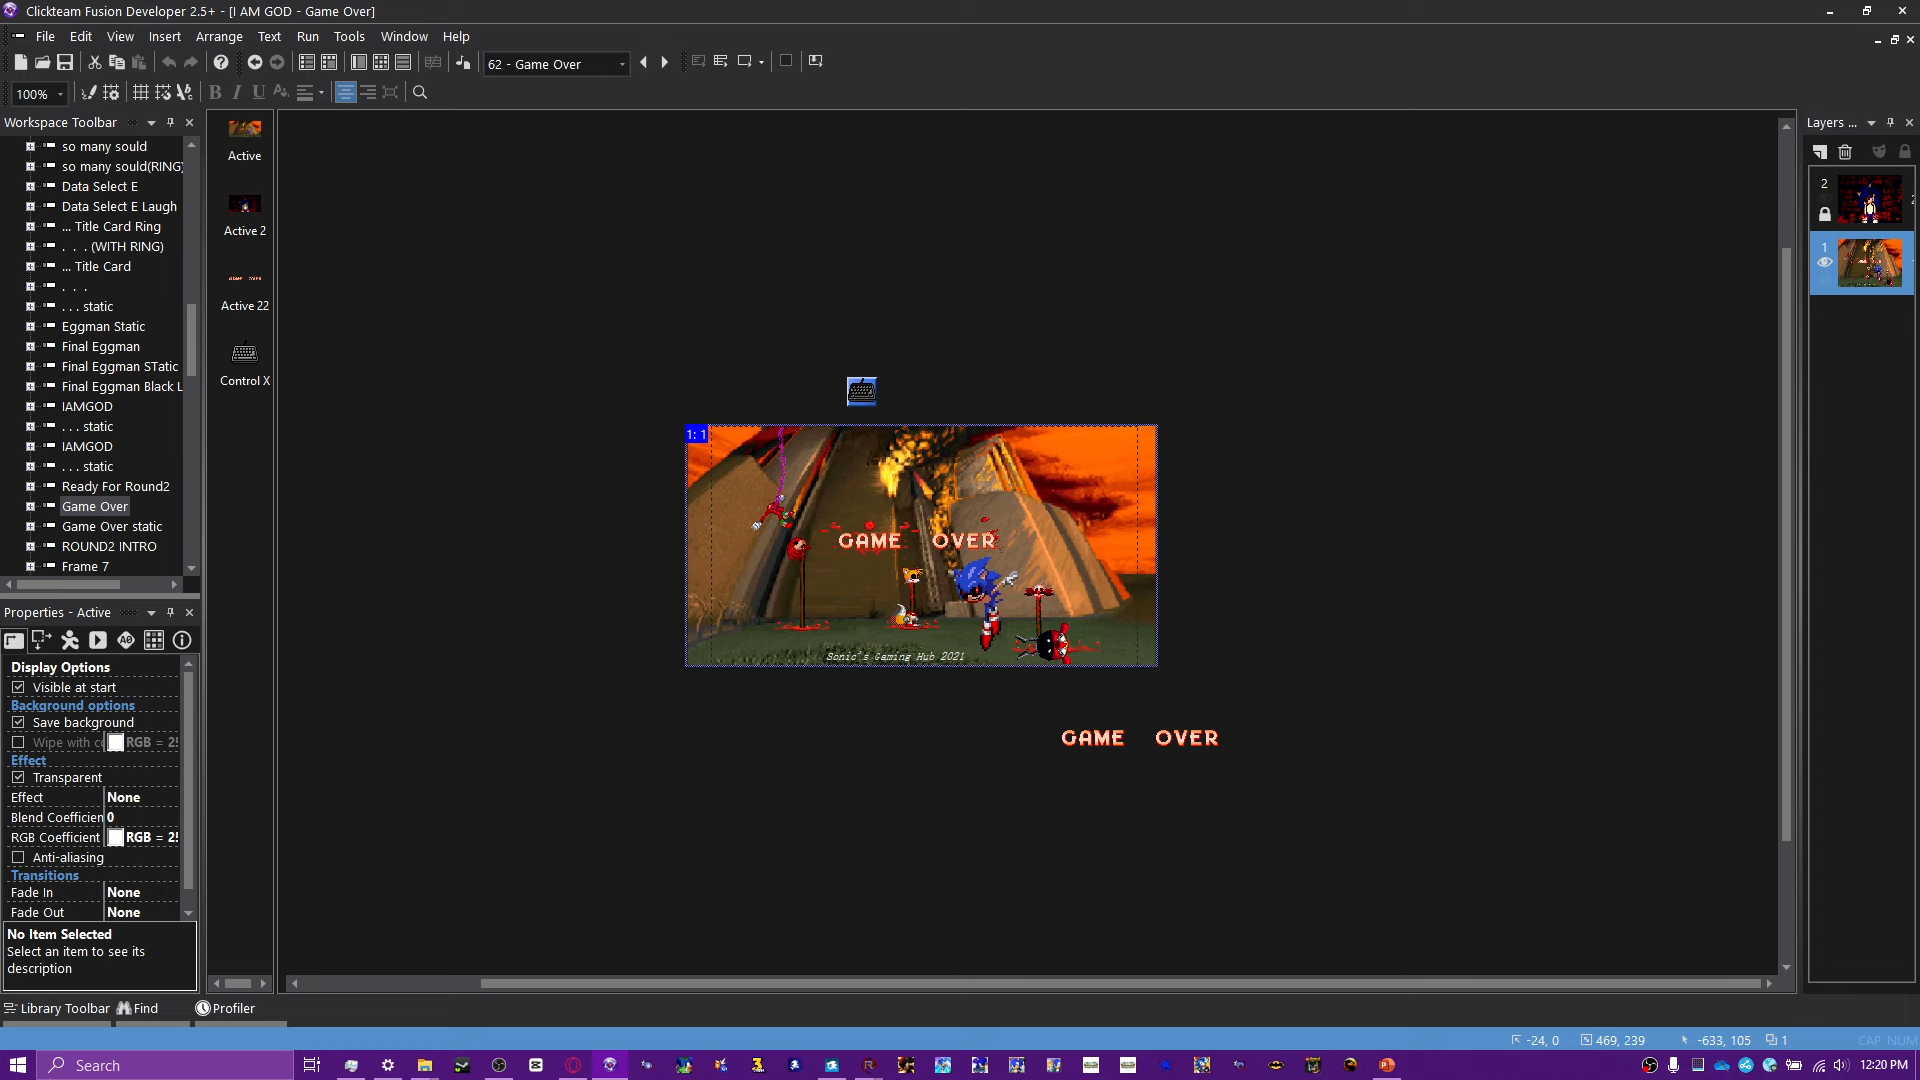 Clickteam Fusion Developer 2.5+ - [I AM GOD - Game Over]
File Edit View Insert Arrange Text Run Tools Window Help
62 - Game Over
100%
Workspace Toolbar
so many sould
so many sould(RING)
Data Select E
Data Select E Laugh
... Title Card Ring
. . . (WITH RING)
... Title Card
. . .
. . . static
Eggman Static
Final Eggman
Final Eggman STatic
Final Eggman Black L
IAMGOD
. . . static
IAMGOD
. . . static
Ready For Round2
Game Over
Game Over static
ROUND2 INTRO
Frame 7
Properties - Active
Display Options
Visible at start
Background options
Save background
Wipe with co RGB = 25
Effect
Transparent
Effect None
Blend Coefficien 0
RGB Coefficient RGB = 25
Anti-aliasing
Transitions
Fade In None
Fade Out None
No Item Selected
Select an item to see its
description
Library Toolbar Find Profiler
Active
Active 2
GAME OVER
Active 22
Control X
1: 1
GAME OVER
Sonic's Gaming Hub 2021
GAME OVER
Layers ...
2
1
-24, 0 469, 239 -633, 105 1 CAP NUM
Search
12:20 PM